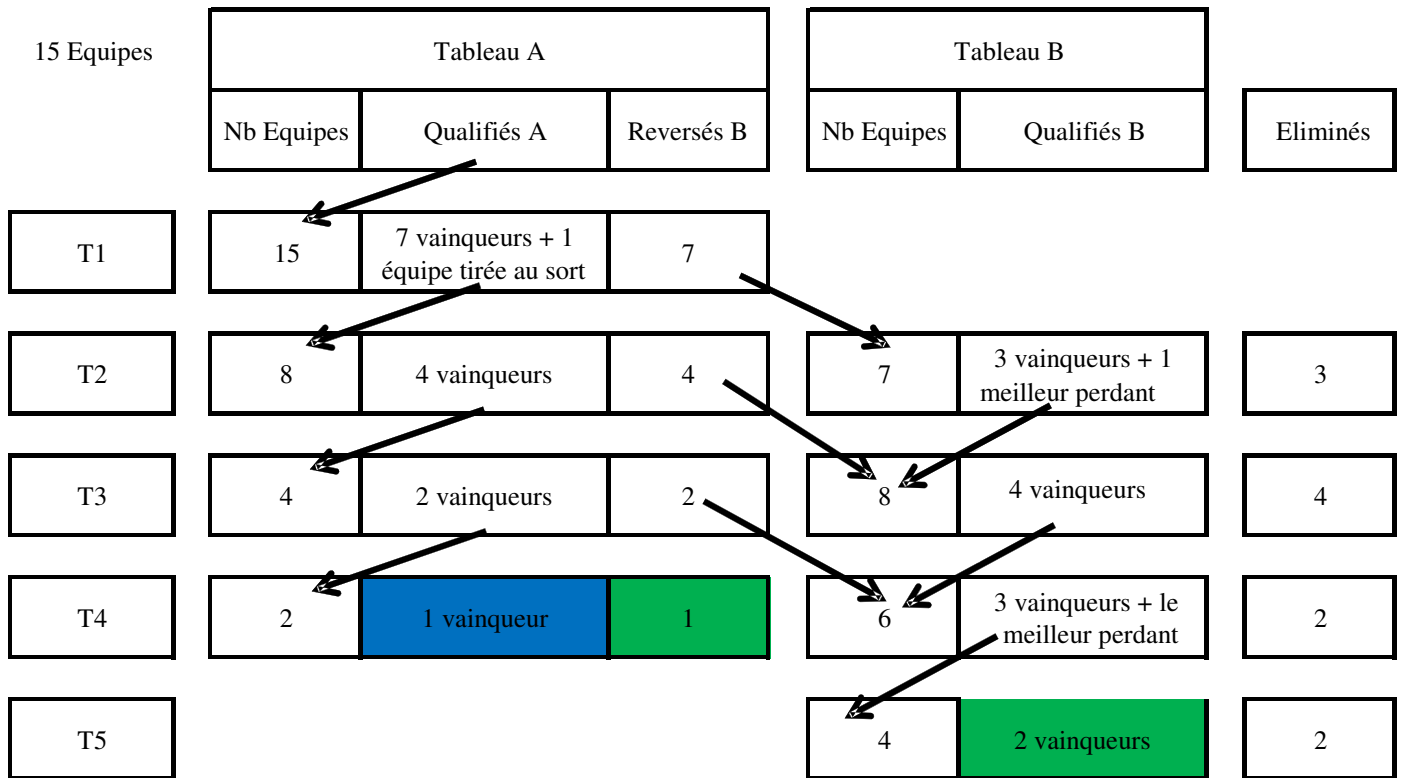 15 Equipes
Tableau A
Tableau B
Nb Equipes
Qualifiés A
Reversés B
Nb Equipes
Qualifiés B
Eliminés
T1
15
7 vainqueurs + 1
équipe tirée au sort
7
T2
8
4 vainqueurs
4
7
3 vainqueurs + 1
meilleur perdant
3
T3
4
2 vainqueurs
2
8
4 vainqueurs
4
T4
2
1 vainqueur
1
6
3 vainqueurs + le
meilleur perdant
2
T5
4
2 vainqueurs
2